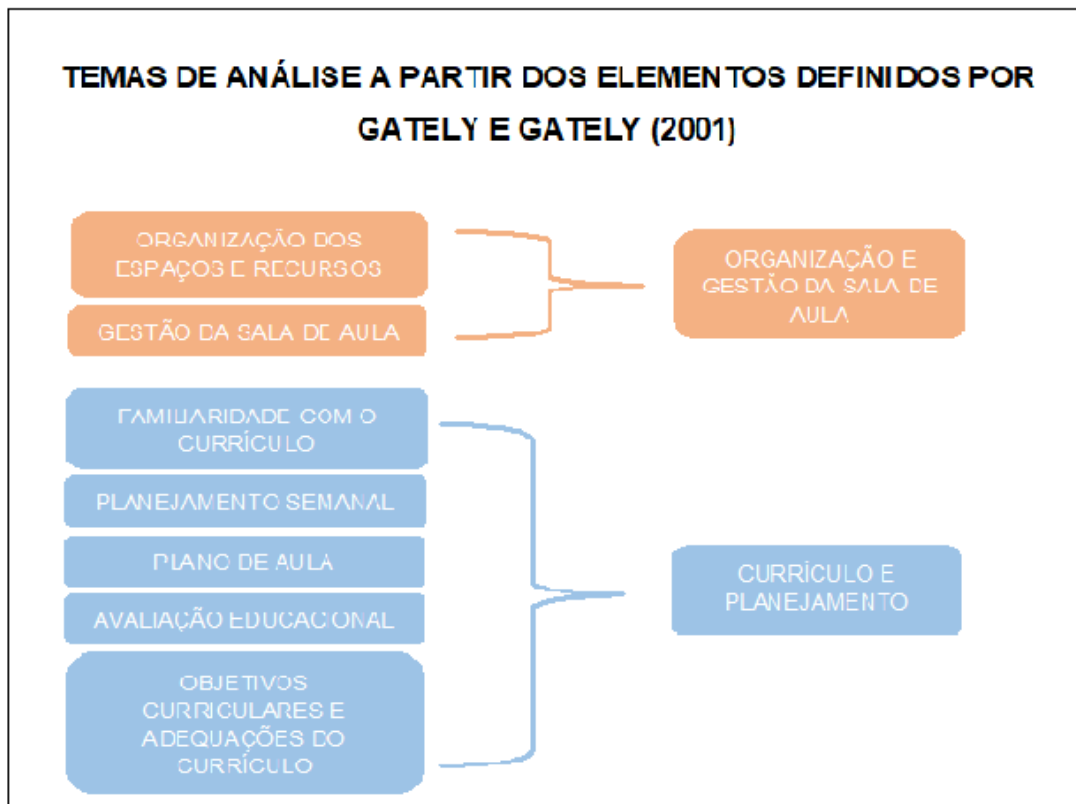 TEMAS DE ANÁLISE A PARTIR DOS ELEMENTOS DEFINIDOS POR
GATELY E GATELY (2001)
ORGANIZAÇÃO DOS
ESPAÇOS E RECURSOS
GESTÃO DA SALA DE AULA
ORGANIZAÇÃO E
GESTÃO DA SALA DE
AULA
FAMILIARIDADE COM O
CURRÍCULO
PLANEJAMENTO SEMANAL
PLANO DE AULA
AVALIAÇÃO EDUCACIONAL
OBJETIVOS
CURRICULARES E
ADEQUAÇÕES DO
CURRÍCULO
CURRÍCULO E
PLANEJAMENTO